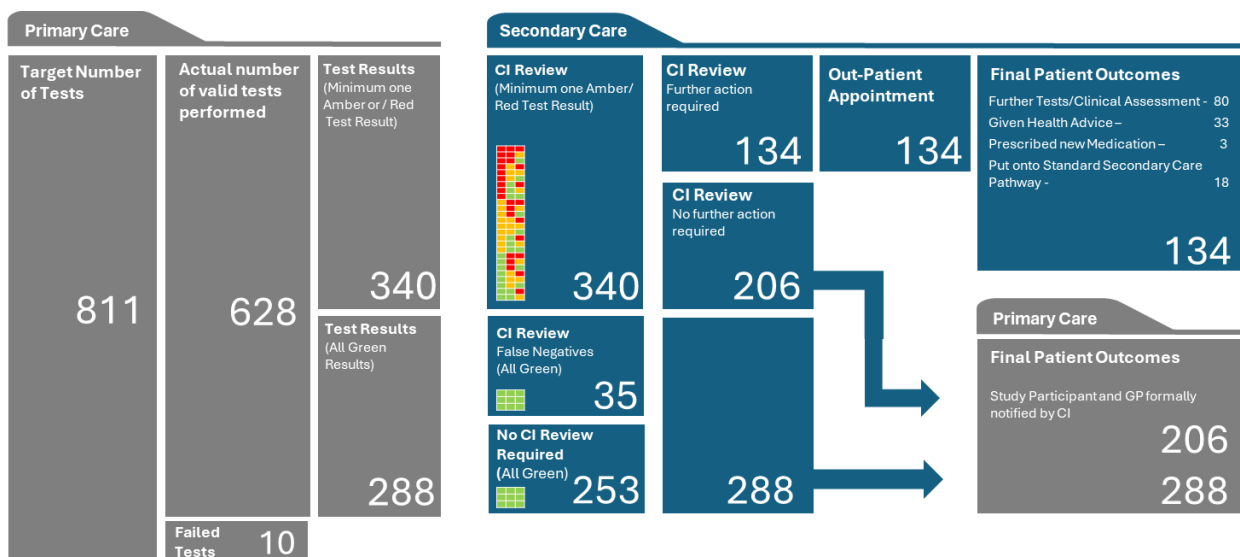 Primary Care
Target Number
of Tests
811
Actual number
of valid tests
performed
628
Failed
Tests
10
Test Results
(Minimum one
Amber or / Red
Test Result)
340
Test Results
(All Green
Results)
288
Secondary Care
CI Review
(Minimum one Amber/
Red Test Result)
340
CI Review
False Negatives
(All Green)
35
No CI Review
Required
(All Green)
253
CI Review
Further action
required
134
CI Review
No further action
required
206
288
Out-Patient
Appointment
134
Final Patient Outcomes
Further Tests/Clinical Assessment - 80
Given Health Advice – 33
Prescribed new Medication – 3
Put onto Standard Secondary Care
Pathway - 18
134
Primary Care
Final Patient Outcomes
Study Participant and GP formally
notified by CI
206
288